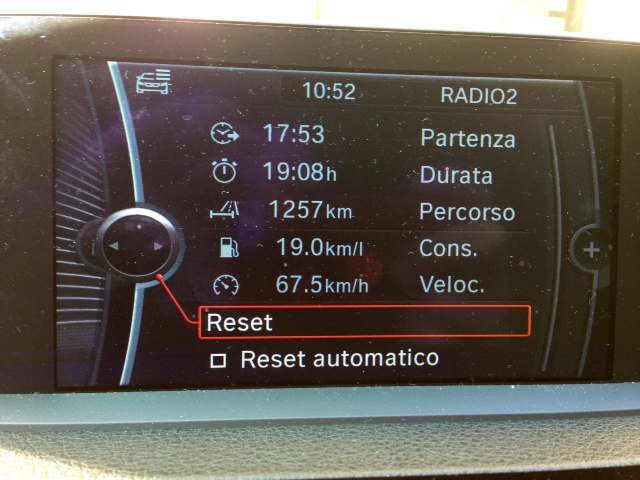 10:52 RADIO2
17:53 Partenza
19:08h Durata
1257km Percorso
19.0km/l Cons.
67.5km/h Veloc.
Reset
Reset automatico